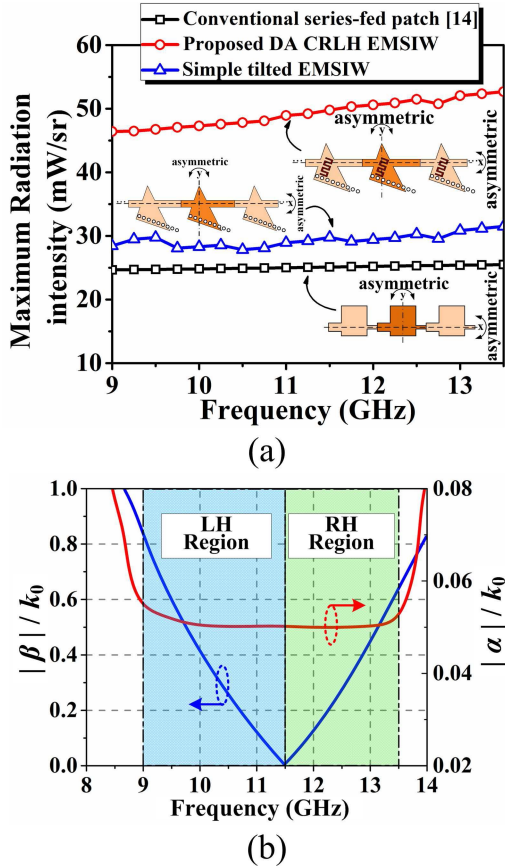 (a)
Conventional series-fed patch [14]
Proposed DA CRLH EMSIW
Simple tilted EMSIW
Maximum Radiation
intensity (mW/sr)
60
50
40
30
20
10
asymmetric
y
x
asymmetric
asymmetric
y
x
asymmetric
asymmetric
y
x
asymmetric
9
10
11
12
13
Frequency (GHz)
(a)
|β| / k0
1.0
0.8
0.6
0.4
0.2
0.0
LH
Region
RH
Region
0.08
0.06
0.04
0.02
|α| / k0
8
9
10
11
12
13
14
Frequency (GHz)
(b)